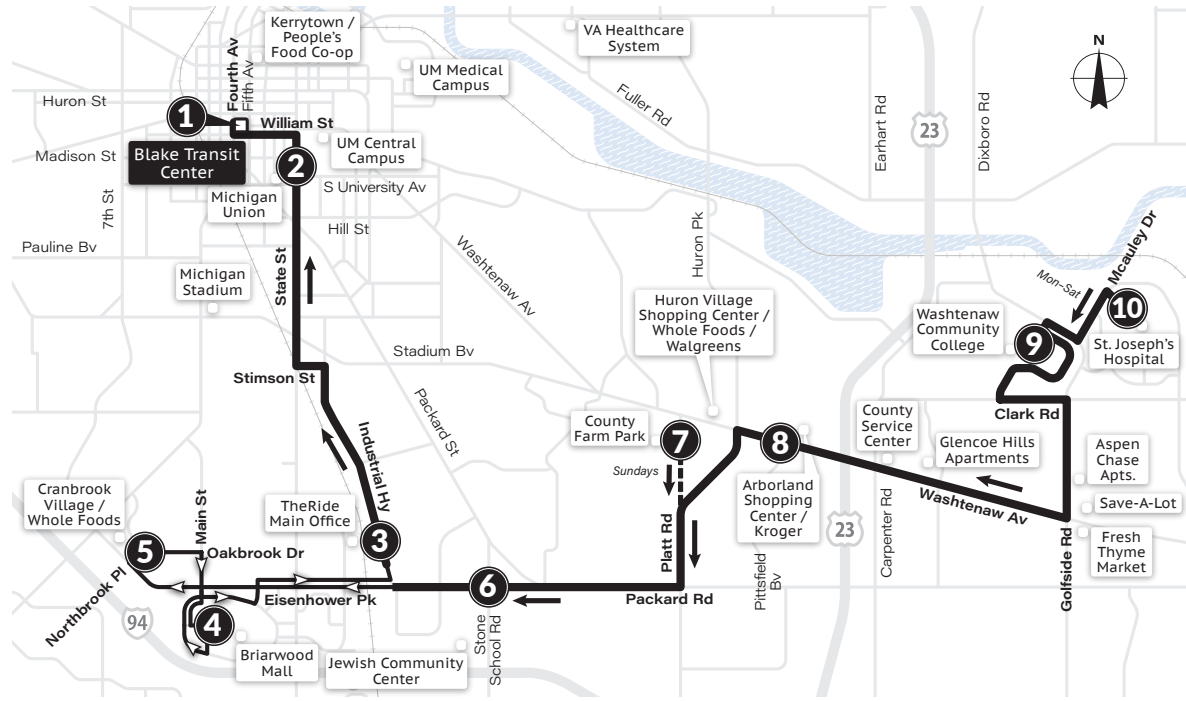 Kerrytown /
People's
Food Co-op
VA Healthcare
System
N
Fourth Av
Fifth Av
UM Medical
Campus
Huron St
1
William St
Fuller Rd
Earhart Rd
23
Dixboro Rd
Madison St
Blake Transit
Center
2
UM Central
Campus
S University Av
7th St
Michigan
Union
Hill St
Pauline Bv
Washtenaw Av
Huron Pk
Mcauley Dr
Michigan
Stadium
State St
Mon-Sat
Huron Village
Shopping Center /
Whole Foods /
Walgreens
Washtenaw
Community
College
10
9
St. Joseph's
Hospital
Stadium Bv
Stimson St
Packard St
Clark Rd
Industrial Hy
County
Farm Park
7
8
County
Service
Center
Glencoe Hills
Apartments
Aspen
Chase
Apts.
Sundays
Cranbrook
Village /
Whole Foods
Main St
TheRide
Main Office
Arborland
Shopping
Center /
Kroger
Washtenaw Av
Save-A-Lot
23
Carpenter Rd
Fresh
Thyme
Market
5
Oakbrook Dr
3
Platt Rd
Golfside Rd
Northbrook Pl
Eisenhower Pk
6
Packard Rd
Pittsfield
Bv
94
4
Briarwood
Mall
Jewish Community
Center
Stone
School Rd